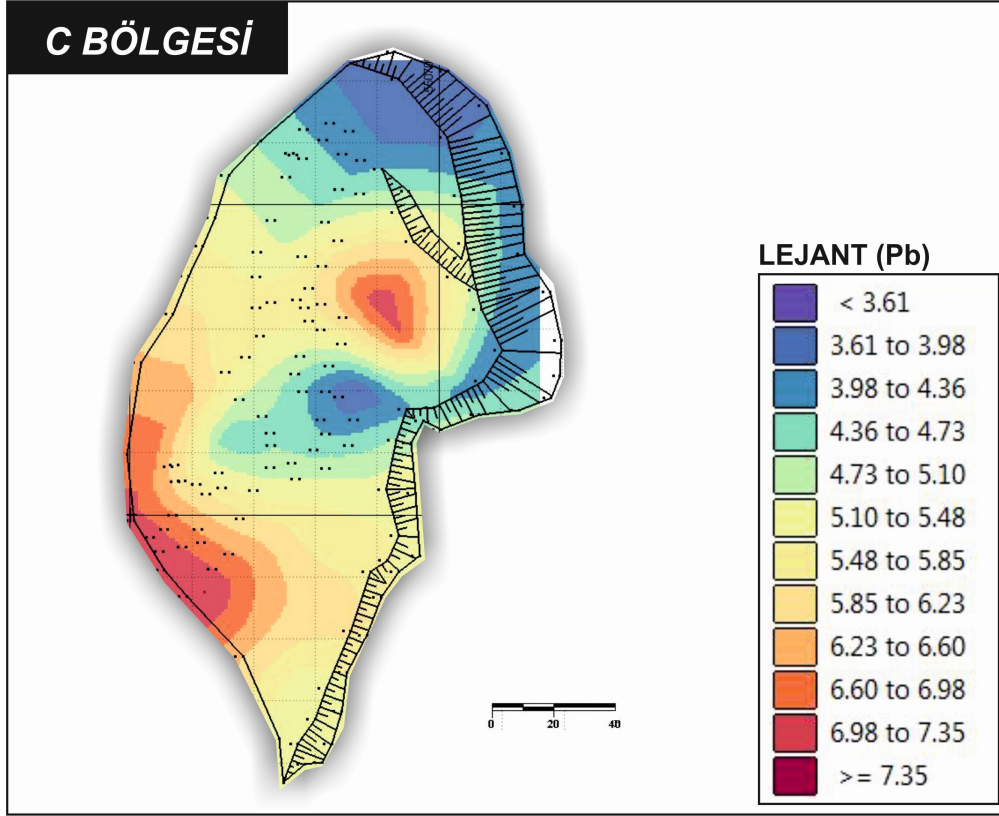 C BÖLGESİ
LEJANT (Pb)
< 3.61
3.61 to 3.98
3.98 to 4.36
4.36 to 4.73
4.73 to 5.10
5.10 to 5.48
5.48 to 5.85
5.85 to 6.23
6.23 to 6.60
6.60 to 6.98
6.98 to 7.35
>= 7.35
0 20 40